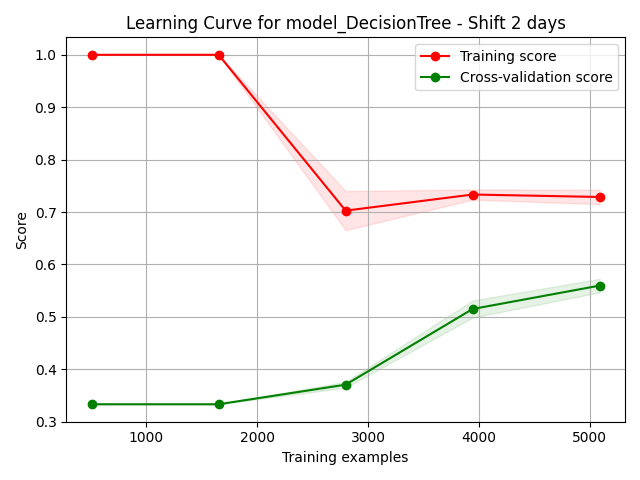 Learning Curve for model_DecisionTree - Shift 2 days
Training score
Cross-validation score
Score
1.0
0.9
0.8
0.7
0.6
0.5
0.4
0.3
1000
2000
3000
4000
5000
Training examples